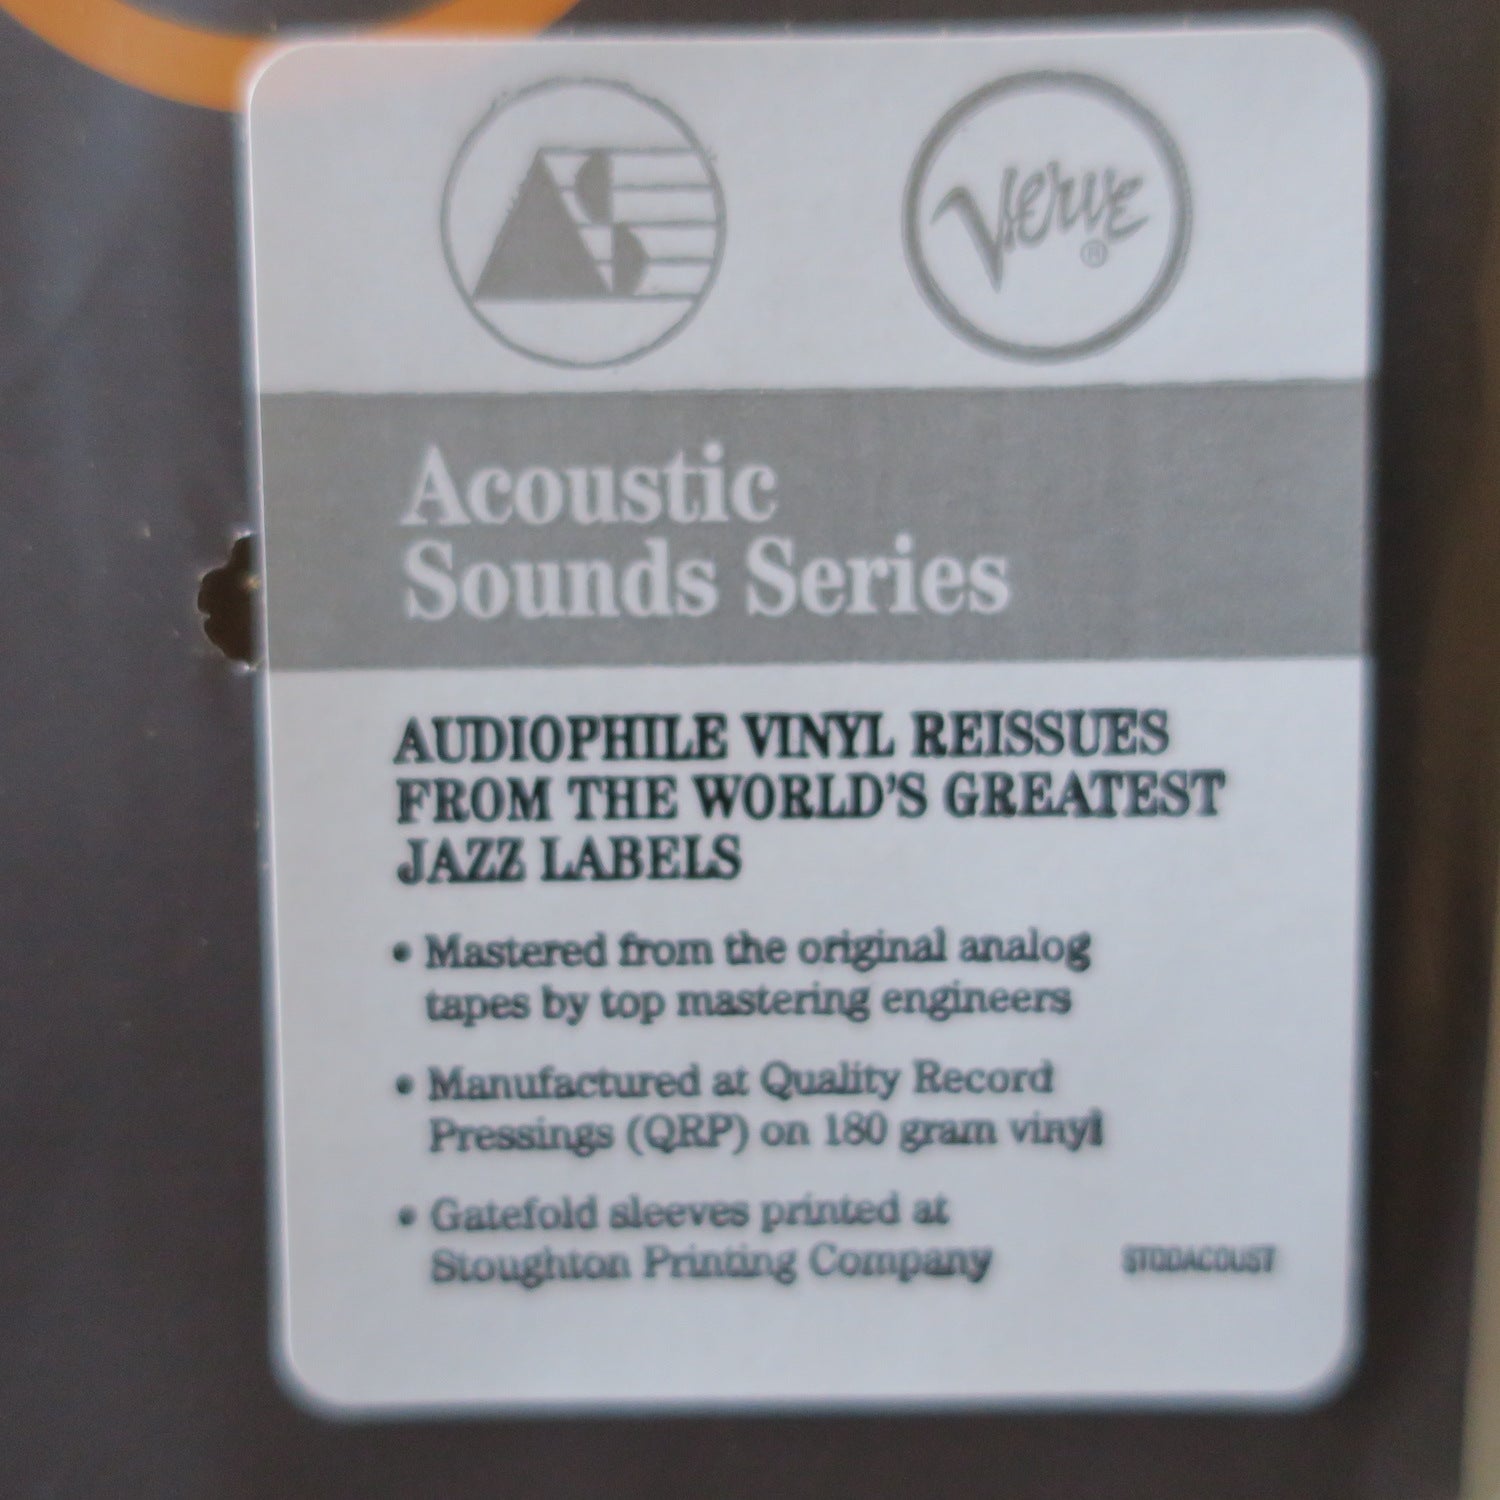 AS
Verve
®
Acoustic
Sounds Series
AUDIOPHILE VINYL REISSUES
FROM THE WORLD'S GREATEST
JAZZ LABELS
• Mastered from the original analog
tapes by top mastering engineers
• Manufactured at Quality Record
Pressings (QRP) on 180 gram vinyl
• Gatefold sleeves printed at
Stoughton Printing Company